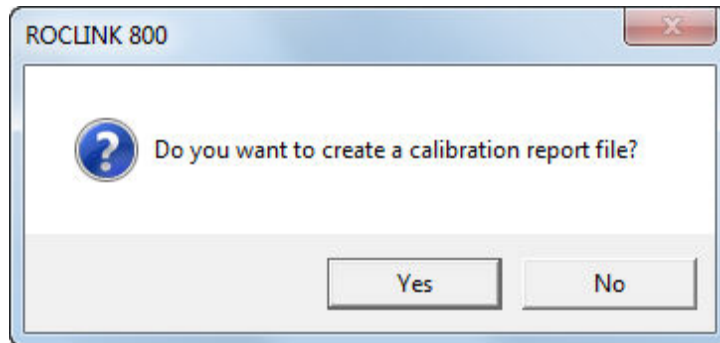 ROCLINK 800
Do you want to create a calibration report file?
Yes
No